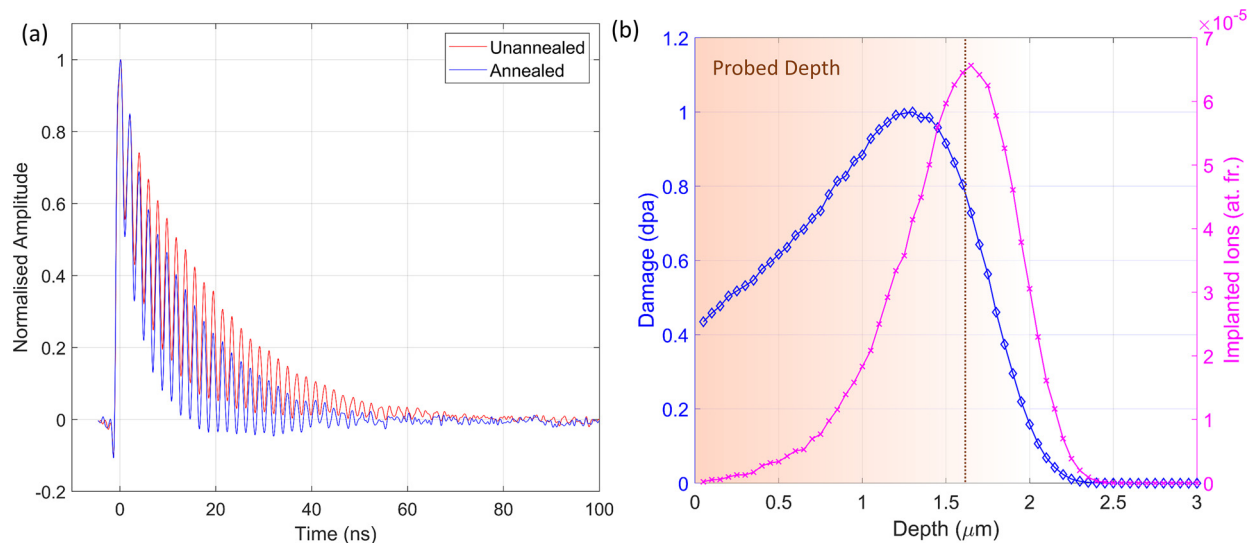 (a)
Unannealed
Annealed
1
0.8
0.6
0.4
0.2
0
-0.2
Normalised Amplitude
0 20 40 60 80 100
Time (ns)
(b)
×10⁻⁵
Probed Depth
1.2
1
0.8
0.6
0.4
0.2
0
Damage (dpa)
7
6
5
4
3
2
1
0
Implanted Ions (at. fr.)
0 0.5 1 1.5 2 2.5 3
Depth (μm)